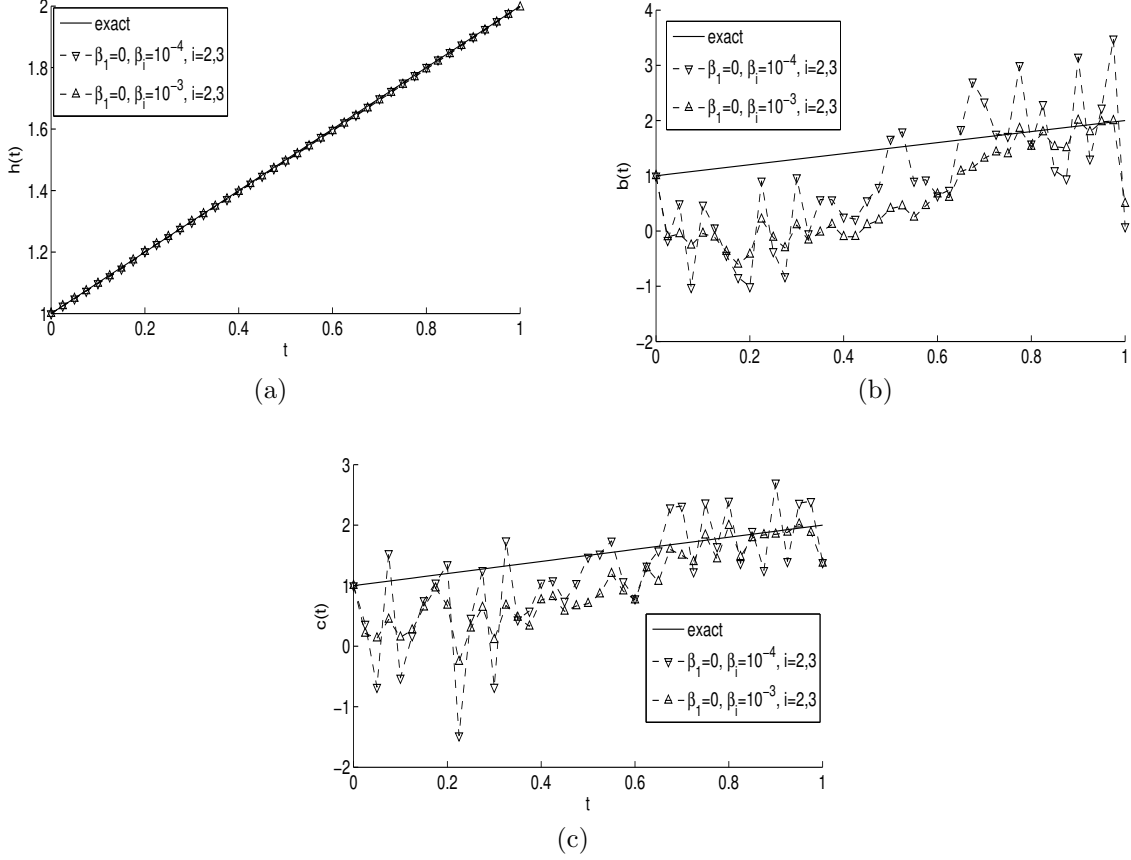 2
1.8
1.6
1.4
1.2
1
h(t)
0
0.2
0.4
0.6
0.8
1
t
exact
β₁=0, βᵢ=10⁻⁴, i=2,3
β₁=0, βᵢ=10⁻³, i=2,3
(a)
4
3
2
1
0
−1
−2
b(t)
0
0.2
0.4
0.6
0.8
1
exact
β₁=0, βᵢ=10⁻⁴, i=2,3
β₁=0, βᵢ=10⁻³, i=2,3
(b)
3
2
1
0
−1
−2
c(t)
0
0.2
0.4
0.6
0.8
1
t
exact
β₁=0, βᵢ=10⁻⁴, i=2,3
β₁=0, βᵢ=10⁻³, i=2,3
(c)